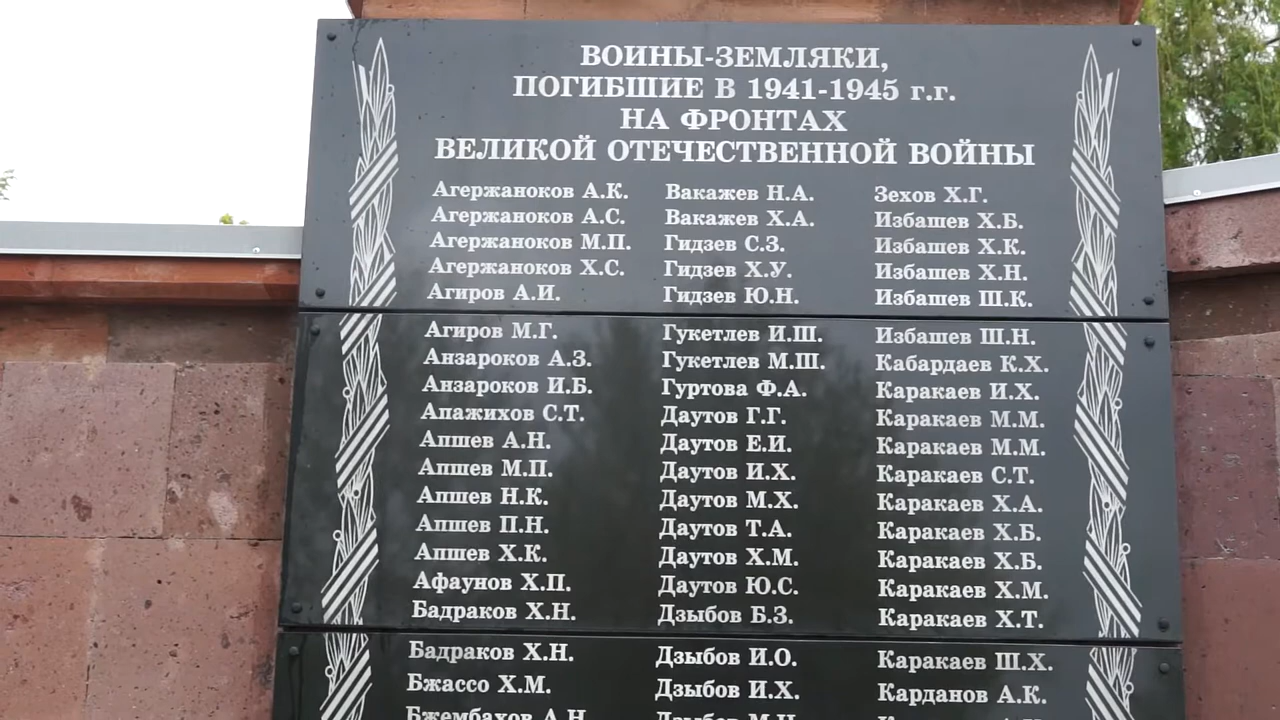 ВОИНЫ-ЗЕМЛЯКИ,
ПОГИБШИЕ В 1941-1945 г.г.
НА ФРОНТАХ
ВЕЛИКОЙ ОТЕЧЕСТВЕННОЙ ВОЙНЫ
Агержаноков А.К.
Агержаноков А.С.
Агержаноков М.П.
Агержаноков Х.С.
Агиров А.И.
Агиров М.Г.
Анзароков А.З.
Анзароков И.Б.
Апажихов С.Т.
Апшев А.Н.
Апшев М.П.
Апшев Н.К.
Апшев П.Н.
Апшев Х.К.
Афаунов Х.П.
Бадраков Х.Н.
Бадраков Х.Н.
Бжассо Х.М.
Бжембахов А.Н.
Вакажев Н.А.
Вакажев Х.А.
Гидзев С.З.
Гидзев Х.У.
Гидзев Ю.Н.
Гукетлев И.Ш.
Гукетлев М.Ш.
Гуртова Ф.А.
Даутов Г.Г.
Даутов Е.И.
Даутов И.Х.
Даутов М.Х.
Даутов Т.А.
Даутов Х.М.
Даутов Ю.С.
Дзыбов Б.З.
Дзыбов И.О.
Дзыбов И.Х.
Дзыбов
Зехов Х.Г.
Избашев Х.Б.
Избашев Х.К.
Избашев Х.Н.
Избашев Ш.К.
Избашев Ш.Н.
Кабардаев К.Х.
Каракаев И.Х.
Каракаев М.М.
Каракаев М.М.
Каракаев С.Т.
Каракаев Х.А.
Каракаев Х.Б.
Каракаев Х.Б.
Каракаев Х.М.
Каракаев Х.Т.
Каракаев Ш.Х.
Карданов А.К.